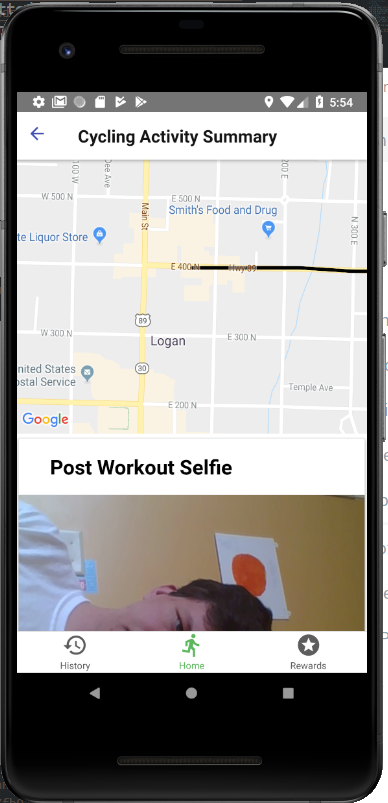 5:54
Cycling Activity Summary
100 W
Dee Ave
200 E
W 500 N
E 500 N
Main St
Smith's Food and Drug
N 300 E
te Liquor Store
E 400 N
Hwy 89
89
W 300 N
E 300 N
Logan
30
nited States
ostal Service
Temple Ave
E 200 N
Google
Post Workout Selfie
History
Home
Rewards